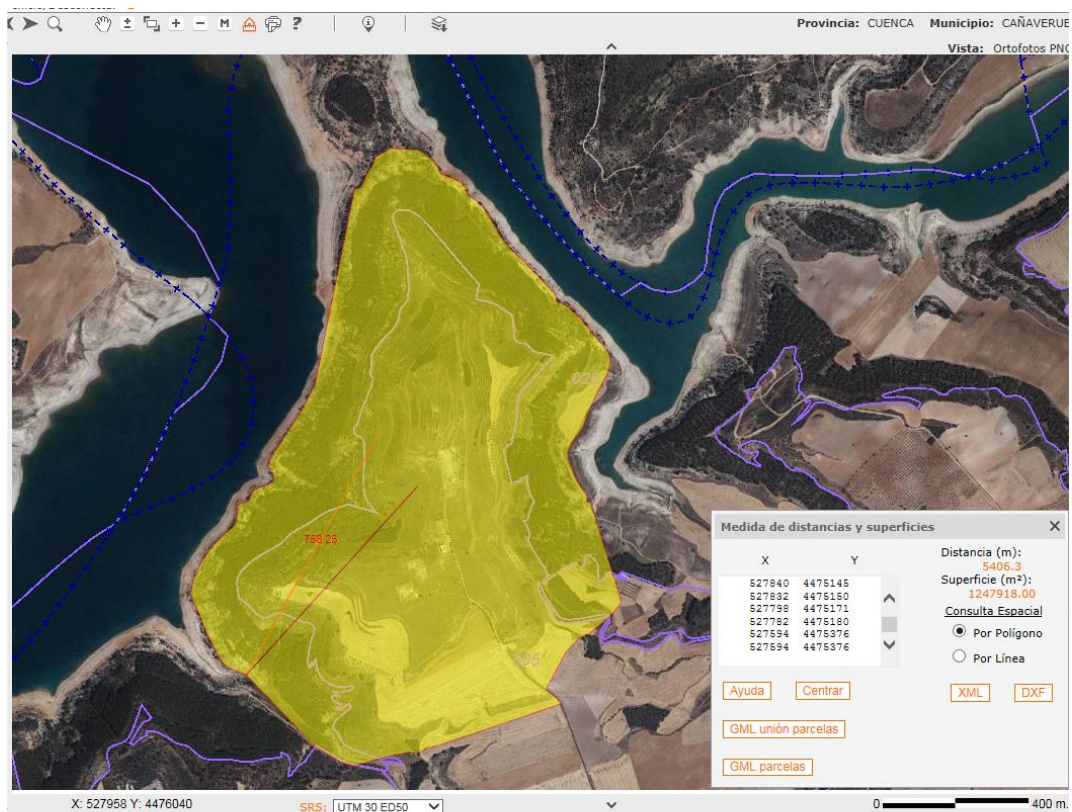 Provincia: CUENCA Municipio: CAÑAVERUE
Vista: Ortofotos PNO
M ?
758.25
Medida de distancias y superficies
X Y
527840 4475145
527832 4475150
527798 4475171
527782 4475180
527594 4475376
527594 4475376
Distancia (m):
5406.3
Superficie (m²):
1247918.00
Consulta Espacial
Por Polígono
Por Línea
Ayuda Centrar XML DXF
GML unión parcelas
GML parcelas
X: 527958 Y: 4476040 SRS: UTM 30 ED50 0 400 m.